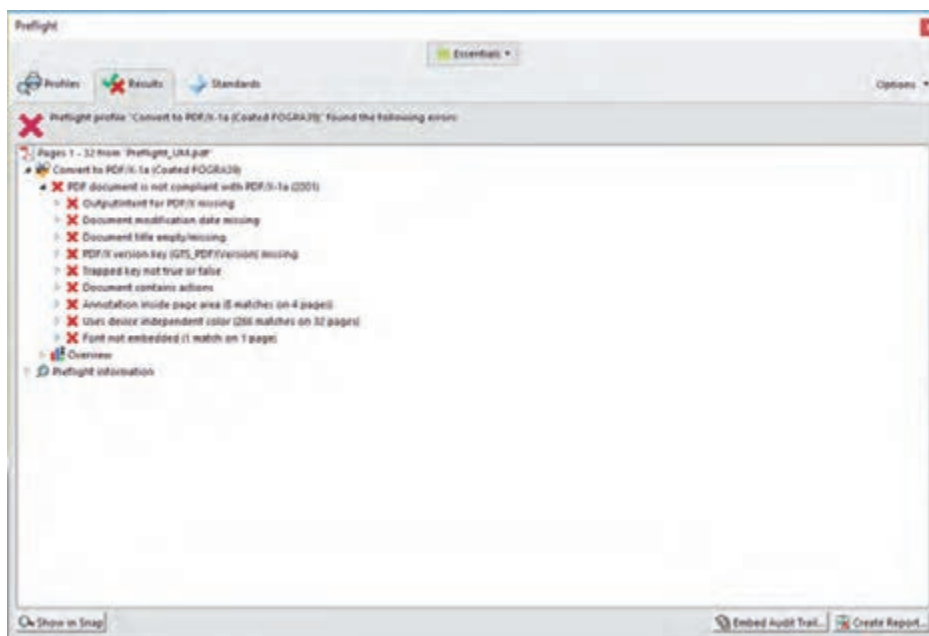 Preflight
Essentials
Profiles Results Standards Options
Preflight profile 'Convert to PDF/X-1a (Coated FOGRA39)' found the following errors:
Pages 1 - 32 from "Preflight_UM.pdf"
Convert to PDF/X-1a (Coated FOGRA39)
PDF document is not compliant with PDF/X-1a (2001)
OutputIntent for PDF/X missing
Document modification date missing
Document title empty/missing
PDF/X version key (GTS_PDFXVersion) missing
Trapped key not true or false
Document contains actions
Annotation inside page area (8 matches on 4 pages)
Uses device independent color (266 matches on 32 pages)
Font not embedded (1 match on 1 page)
Overview
Preflight information
Show in Snap Embed Audit Trail... Create Report...